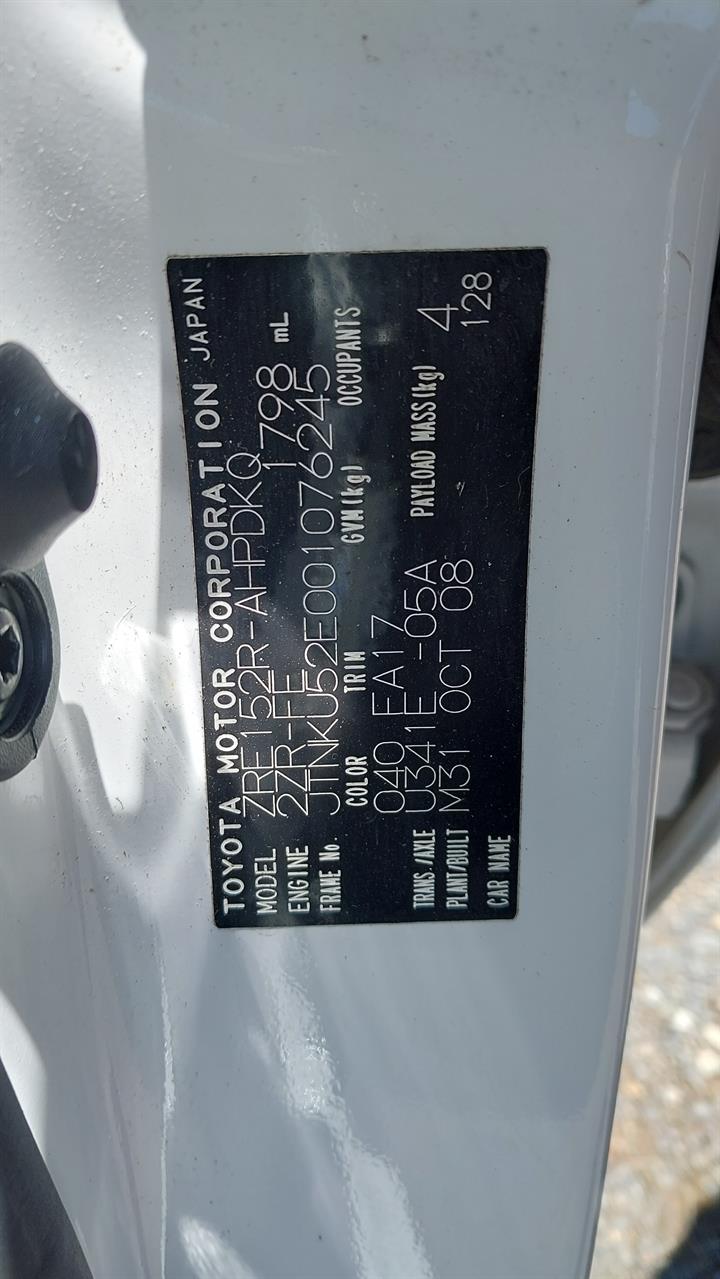 TOYOTA MOTOR CORPORATION JAPAN
MODEL ZRE152R-AHPDKQ
ENGINE 2ZR-FE 1798 mL
FRAME No. JTNKU52E001076245
COLOR TRIM GVM(kg) OCCUPANTS
040 EA17
TRANS/AXLE U341E -05A PAYLOAD MASS(kg) 4
PLANT/BUILT M31 OCT 08 128
CAR NAME